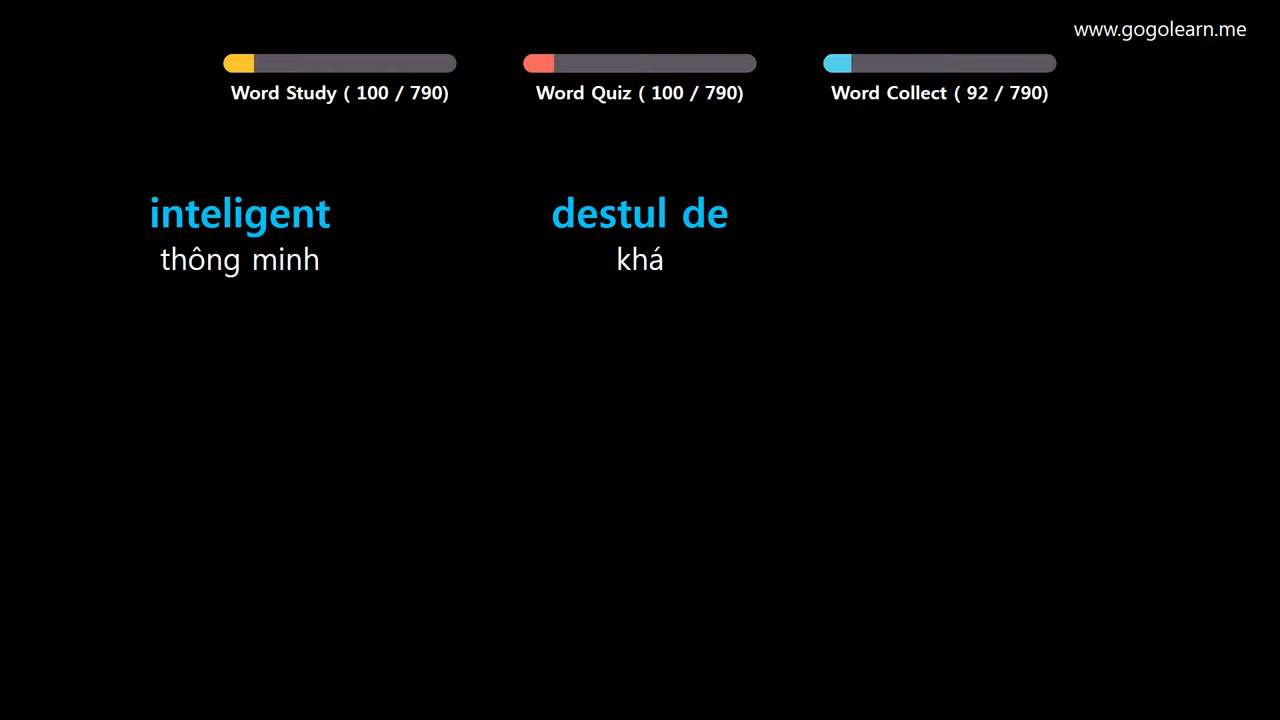 www.gogolearn.me
Word Study ( 100 / 790)
Word Quiz ( 100 / 790)
Word Collect ( 92 / 790)
inteligent
thông minh
destul de
khá